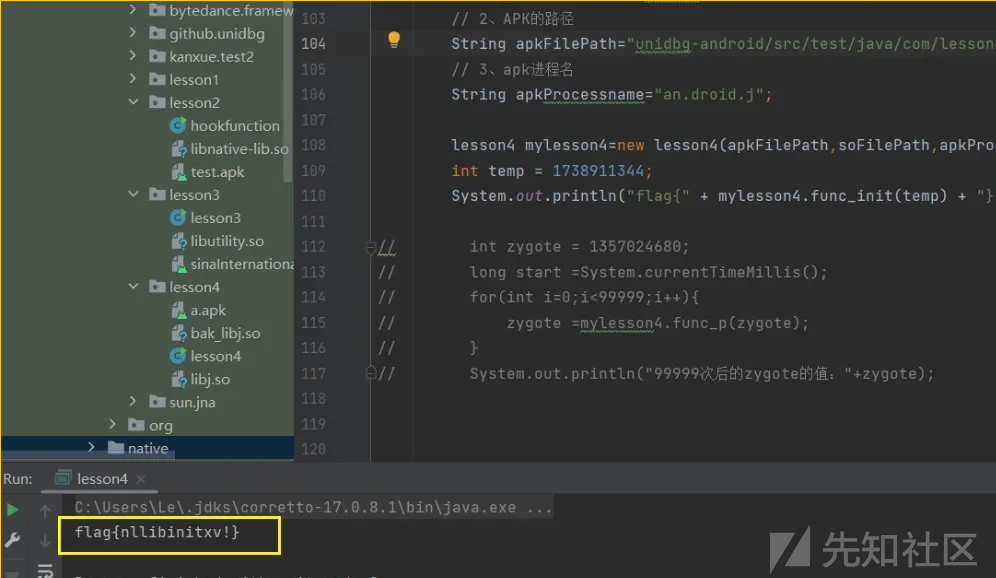 bytedance.framew
github.unidbg
kanxue.test2
lesson1
lesson2
hookfunction
libnative-lib.so
test.apk
lesson3
lesson3
libutility.so
sinaInternationa
lesson4
a.apk
bak_libj.so
lesson4
libj.so
sun.jna
org
native
103 // 2、APK的路径
104 String apkFilePath="unidbg-android/src/test/java/com/lesson
105 // 3、apk进程名
106 String apkProcessname="an.droid.j";
107
108 lesson4 mylesson4=new lesson4(apkFilePath,soFilePath,apkPro
109 int temp = 1738911344;
110 System.out.println("flag{" + mylesson4.func_init(temp) + "}
111
112 // int zygote = 1357024680;
113 // long start =System.currentTimeMillis();
114 // for(int i=0;i<99999;i++){
115 // zygote =mylesson4.func_p(zygote);
116 // }
117 // System.out.println("99999次后的zygote的值："+zygote);
118
119
120
Run: lesson4
C:\Users\Le\.jdks\corretto-17.0.8.1\bin\java.exe ...
flag{nllibinitxv!}
先知社区